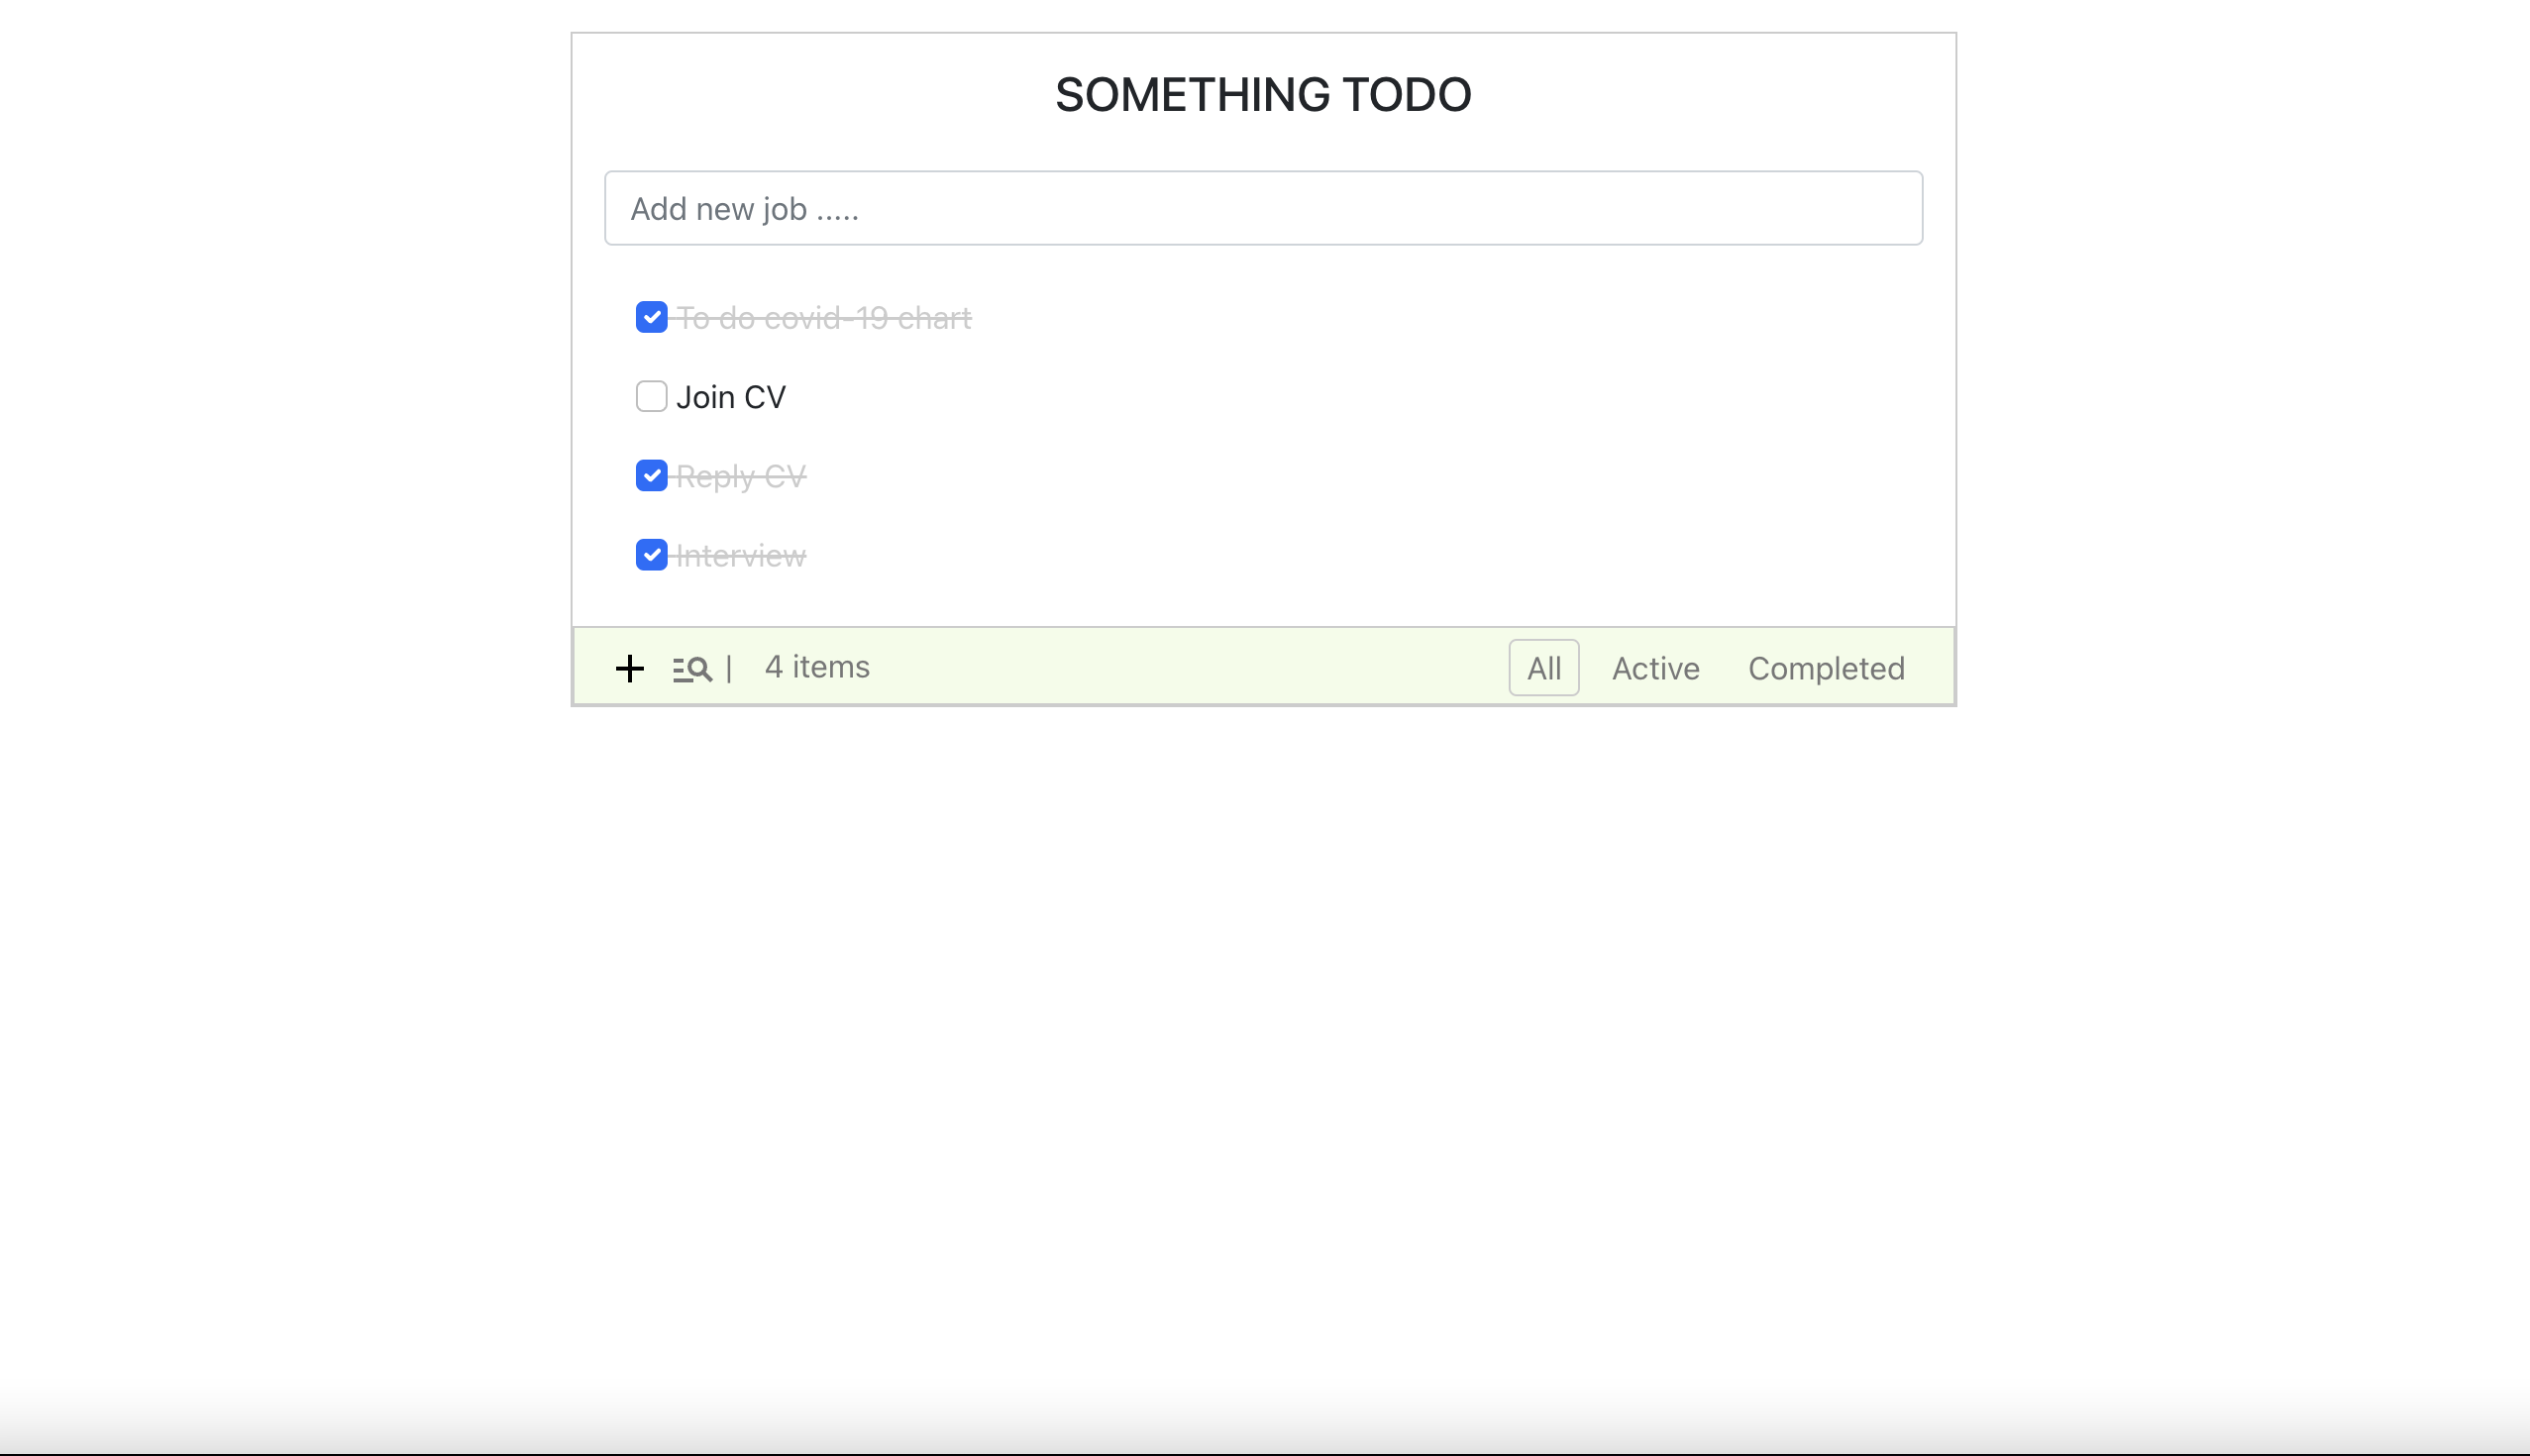 SOMETHING TODO
Add new job .....
To do covid-19 chart
Join CV
Reply CV
Interview
| 4 items All Active Completed